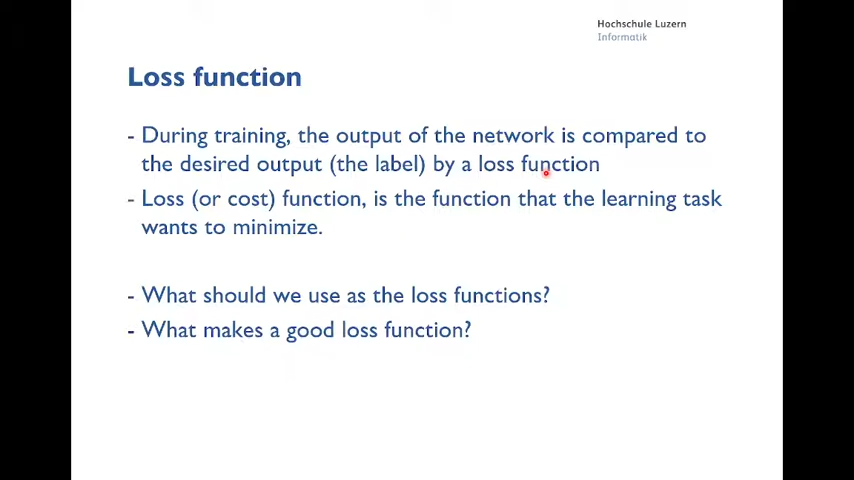 Hochschule Luzern
Informatik
Loss function
- During training, the output of the network is compared to
the desired output (the label) by a loss function
- Loss (or cost) function, is the function that the learning task
wants to minimize.
- What should we use as the loss functions?
- What makes a good loss function?